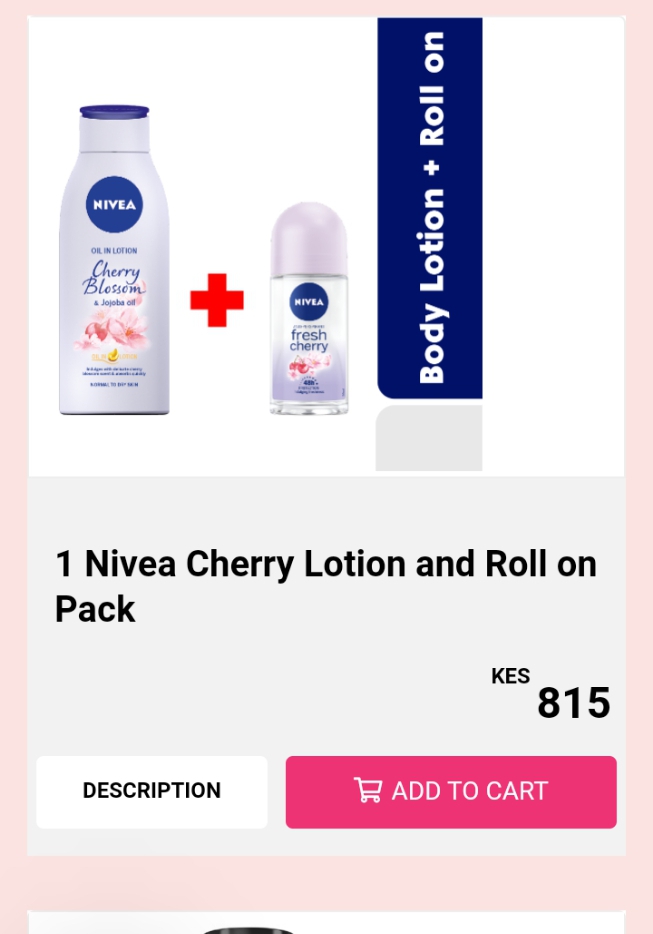 NIVEA
OIL IN LOTION
Cherry
Blossom
& Jojoba oil
NORMAL TO DRY SKIN
NIVEA
fresh
cherry
48h
Body Lotion + Roll on
1 Nivea Cherry Lotion and Roll on
Pack
KES
815
DESCRIPTION
ADD TO CART